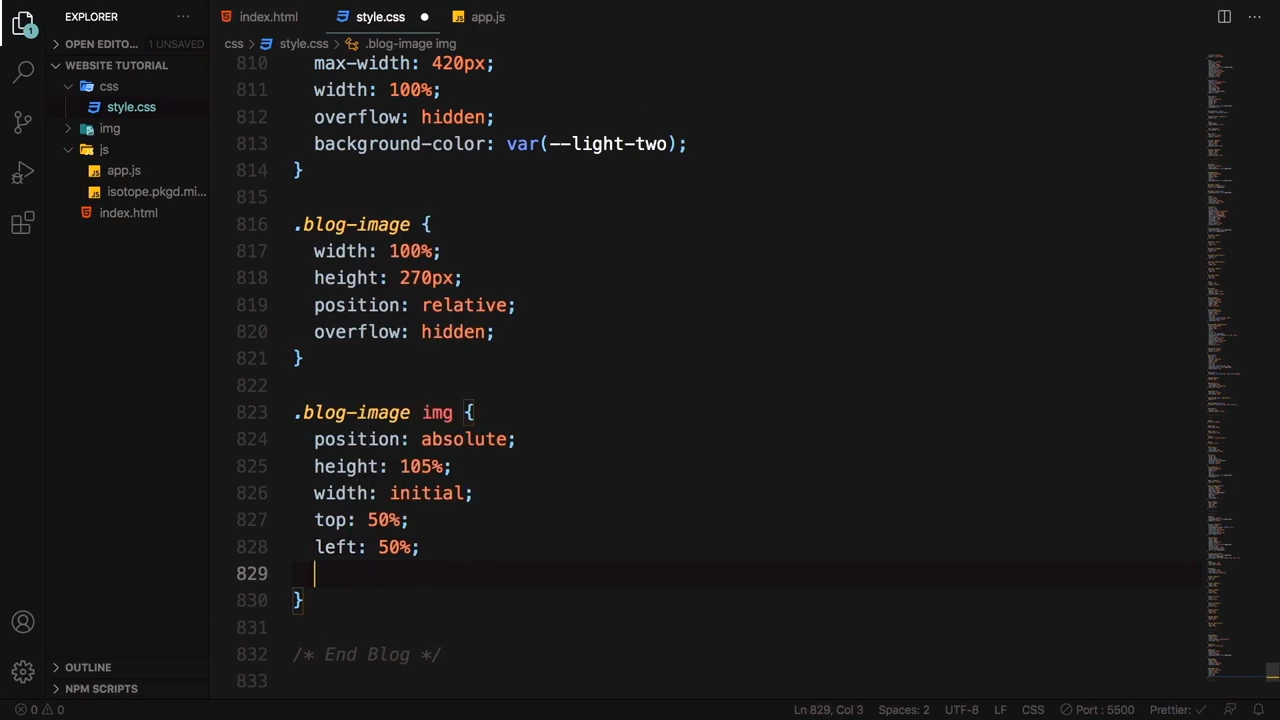 EXPLORER
index.html
style.css
app.js
OPEN EDITO... 1 UNSAVED
css
style.css
.blog-image img
WEBSITE TUTORIAL
css
style.css
img
js
app.js
isotope.pkgd.mi...
index.html
OUTLINE
NPM SCRIPTS
1
810 max-width: 420px;
811 width: 100%;
812 overflow: hidden;
813 background-color: var(--light-two);
814 }
815
816 .blog-image {
817 width: 100%;
818 height: 270px;
819 position: relative;
820 overflow: hidden;
821 }
822
823 .blog-image img {
824 position: absolute;
825 height: 105%;
826 width: initial;
827 top: 50%;
828 left: 50%;
829
830 }
831
832 /* End Blog */
833
0 0
Ln 829, Col 3
Spaces: 2
UTF-8
LF
CSS
Port : 5500
Prettier: ✓